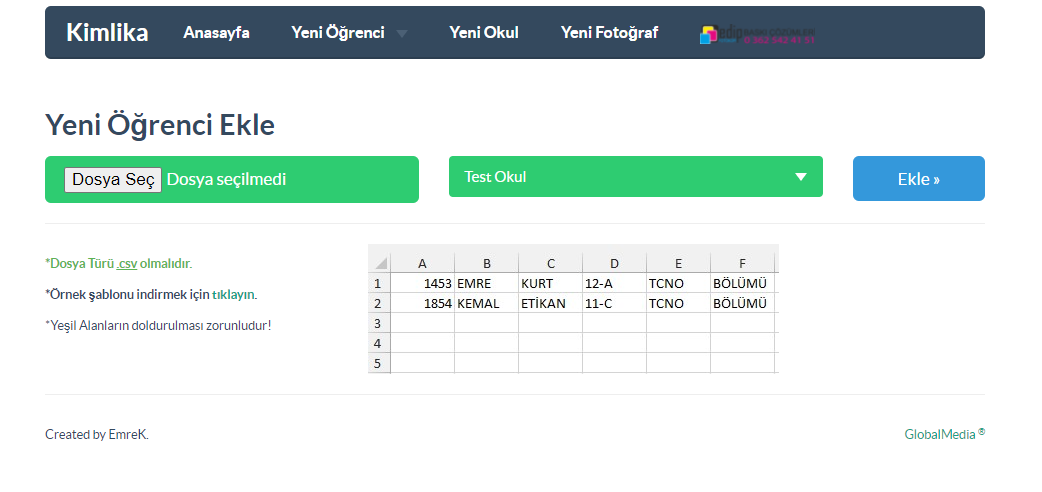 Kimlika Anasayfa Yeni Öğrenci Yeni Okul Yeni Fotoğraf
Yeni Öğrenci Ekle
Dosya Seç Dosya seçilmedi Test Okul Ekle »
*Dosya Türü .csv olmalıdır.
*Örnek şablonu indirmek için tıklayın.
*Yeşil Alanların doldurulması zorunludur!
A B C D E F
1 1453 EMRE KURT 12-A TCNO BÖLÜMÜ
2 1854 KEMAL ETİKAN 11-C TCNO BÖLÜMÜ
3
4
5
Created by EmreK. GlobalMedia ®